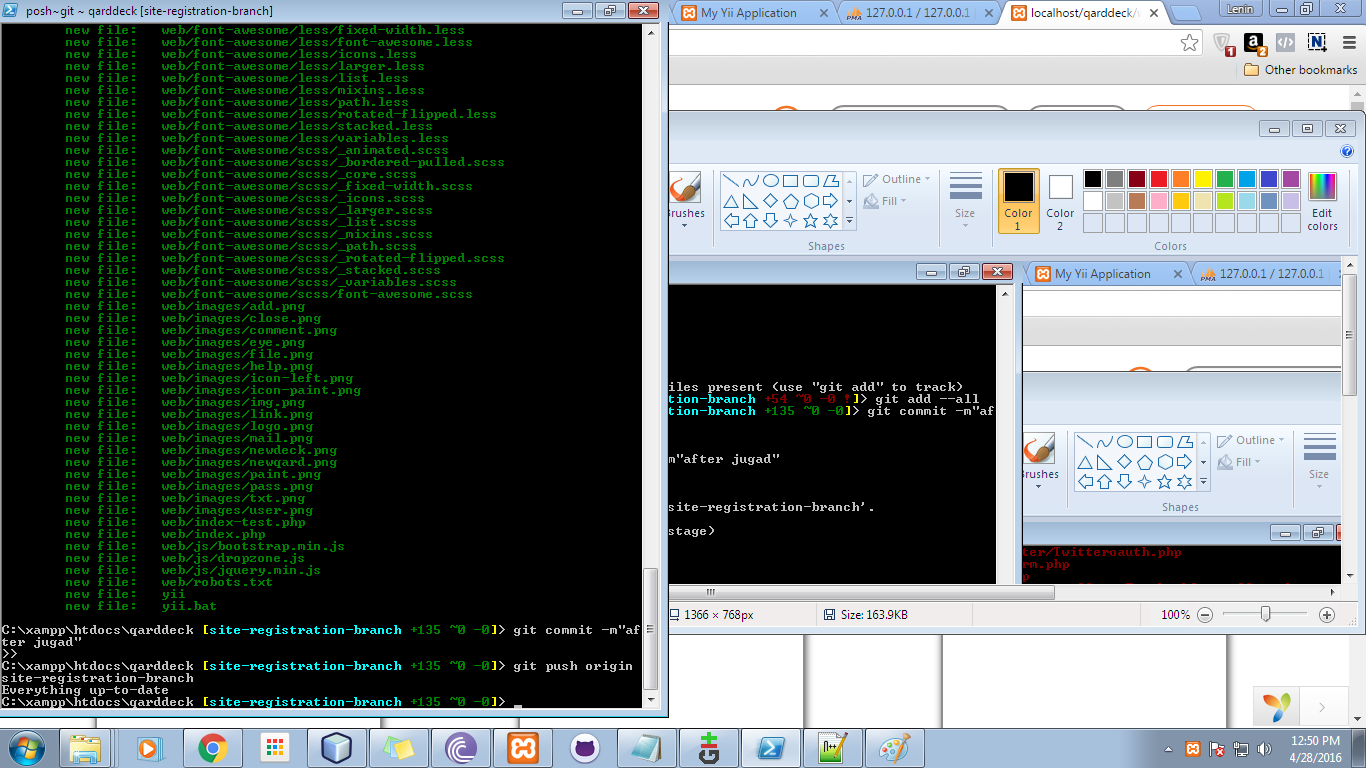 posh~git ~ qarddeck [site-registration-branch]
new file: web/font-awesome/less/fixed-width.less
new file: web/font-awesome/less/font-awesome.less
new file: web/font-awesome/less/icons.less
new file: web/font-awesome/less/larger.less
new file: web/font-awesome/less/list.less
new file: web/font-awesome/less/mixins.less
new file: web/font-awesome/less/path.less
new file: web/font-awesome/less/rotated-flipped.less
new file: web/font-awesome/less/stacked.less
new file: web/font-awesome/less/variables.less
new file: web/font-awesome/scss/_animated.scss
new file: web/font-awesome/scss/_bordered-pulled.scss
new file: web/font-awesome/scss/_core.scss
new file: web/font-awesome/scss/_fixed-width.scss
new file: web/font-awesome/scss/_icons.scss
new file: web/font-awesome/scss/_larger.scss
new file: web/font-awesome/scss/_list.scss
new file: web/font-awesome/scss/_mixins.scss
new file: web/font-awesome/scss/_path.scss
new file: web/font-awesome/scss/_rotated-flipped.scss
new file: web/font-awesome/scss/_stacked.scss
new file: web/font-awesome/scss/_variables.scss
new file: web/font-awesome/scss/font-awesome.scss
new file: web/images/add.png
new file: web/images/close.png
new file: web/images/comment.png
new file: web/images/eye.png
new file: web/images/file.png
new file: web/images/help.png
new file: web/images/icon-left.png
new file: web/images/icon-paint.png
new file: web/images/img.png
new file: web/images/link.png
new file: web/images/logo.png
new file: web/images/mail.png
new file: web/images/newdeck.png
new file: web/images/newqard.png
new file: web/images/paint.png
new file: web/images/pass.png
new file: web/images/txt.png
new file: web/images/user.png
new file: web/index-test.php
new file: web/index.php
new file: web/js/bootstrap.min.js
new file: web/js/dropzone.js
new file: web/js/jquery.min.js
new file: web/robots.txt
new file: yii
new file: yii.bat
C:\xampp\htdocs\qarddeck [site-registration-branch +135 ~0 -0]> git commit -m"af
ter jugad"
>>
C:\xampp\htdocs\qarddeck [site-registration-branch +135 ~0 -0]> git push origin
site-registration-branch
Everything up-to-date
C:\xampp\htdocs\qarddeck [site-registration-branch +135 ~0 -0]> _
My Yii Application
PMA 127.0.0.1 / 127.0.0.1
localhost/qarddeck/
Lenin
1
2
N
Other bookmarks
Brushes
Outline
Fill
Shapes
Size
Color
1
Color
2
Edit
colors
Colors
My Yii Application
PMA 127.0.0.1 / 127.0.0.1
iles present (use "git add" to track)
tion-branch +54 ~0 -0 !]> git add --all
tion-branch +135 ~0 -0]> git commit -m"af
m"after jugad"
site-registration-branch'.
stage)
Brushes
Outline
Fill
Shapes
Size
ter/Twitteroauth.php
rm.php
p
1366 × 768px
Size: 163.9KB
100%
12:50 PM
4/28/2016